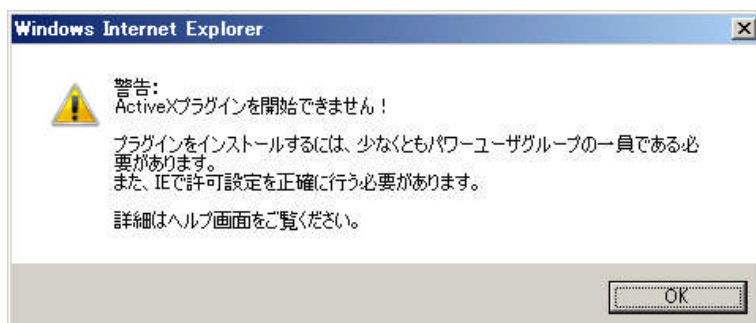 Windows Internet Explorer
警告:
ActiveXプラグインを開始できません！
プラグインをインストールするには、少なくともパワーユーザグループの一員である必
要があります。
また、IEで許可設定を正確に行う必要があります。
詳細はヘルプ画面をご覧ください。
OK